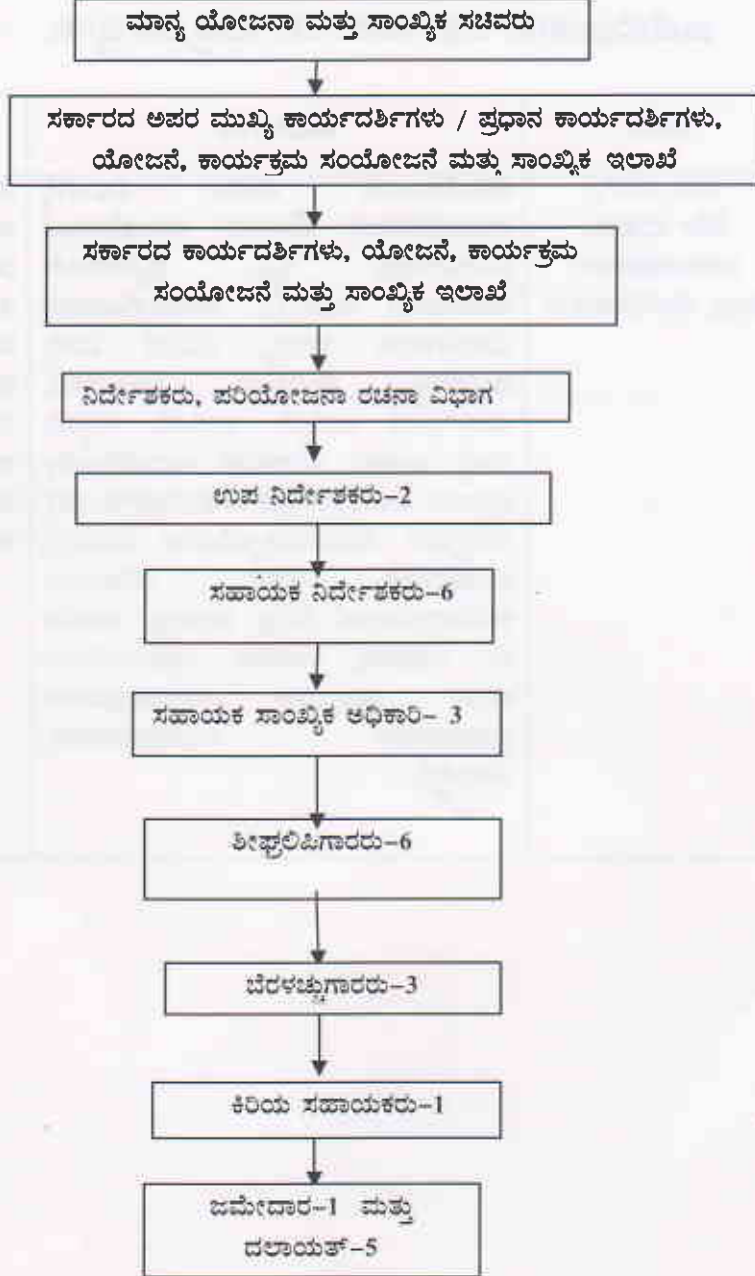 ಮಾನ್ಯ ಯೋಜನಾ ಮತ್ತು ಸಾಂಖ್ಯಿಕ ಸಚಿವರು
ಸರ್ಕಾರದ ಅಪರ ಮುಖ್ಯ ಕಾರ್ಯದರ್ಶಿಗಳು / ಪ್ರಧಾನ ಕಾರ್ಯದರ್ಶಿಗಳು,
ಯೋಜನೆ, ಕಾರ್ಯಕ್ರಮ ಸಂಯೋಜನೆ ಮತ್ತು ಸಾಂಖ್ಯಿಕ ಇಲಾಖೆ
ಸರ್ಕಾರದ ಕಾರ್ಯದರ್ಶಿಗಳು, ಯೋಜನೆ, ಕಾರ್ಯಕ್ರಮ
ಸಂಯೋಜನೆ ಮತ್ತು ಸಾಂಖ್ಯಿಕ ಇಲಾಖೆ
ನಿರ್ದೇಶಕರು, ಪರಿಯೋಜನಾ ರಚನಾ ವಿಭಾಗ
ಉಪ ನಿರ್ದೇಶಕರು-2
ಸಹಾಯಕ ನಿರ್ದೇಶಕರು-6
ಸಹಾಯಕ ಸಾಂಖ್ಯಿಕ ಅಧಿಕಾರಿ- 3
ಶೀಘ್ರಲಿಪಿಗಾರರು-6
ಬೆರಳಚ್ಚುಗಾರರು-3
ಕಿರಿಯ ಸಹಾಯಕರು-1
ಜಮೇದಾರ-1 ಮತ್ತು
ದಲಾಯತ್-5